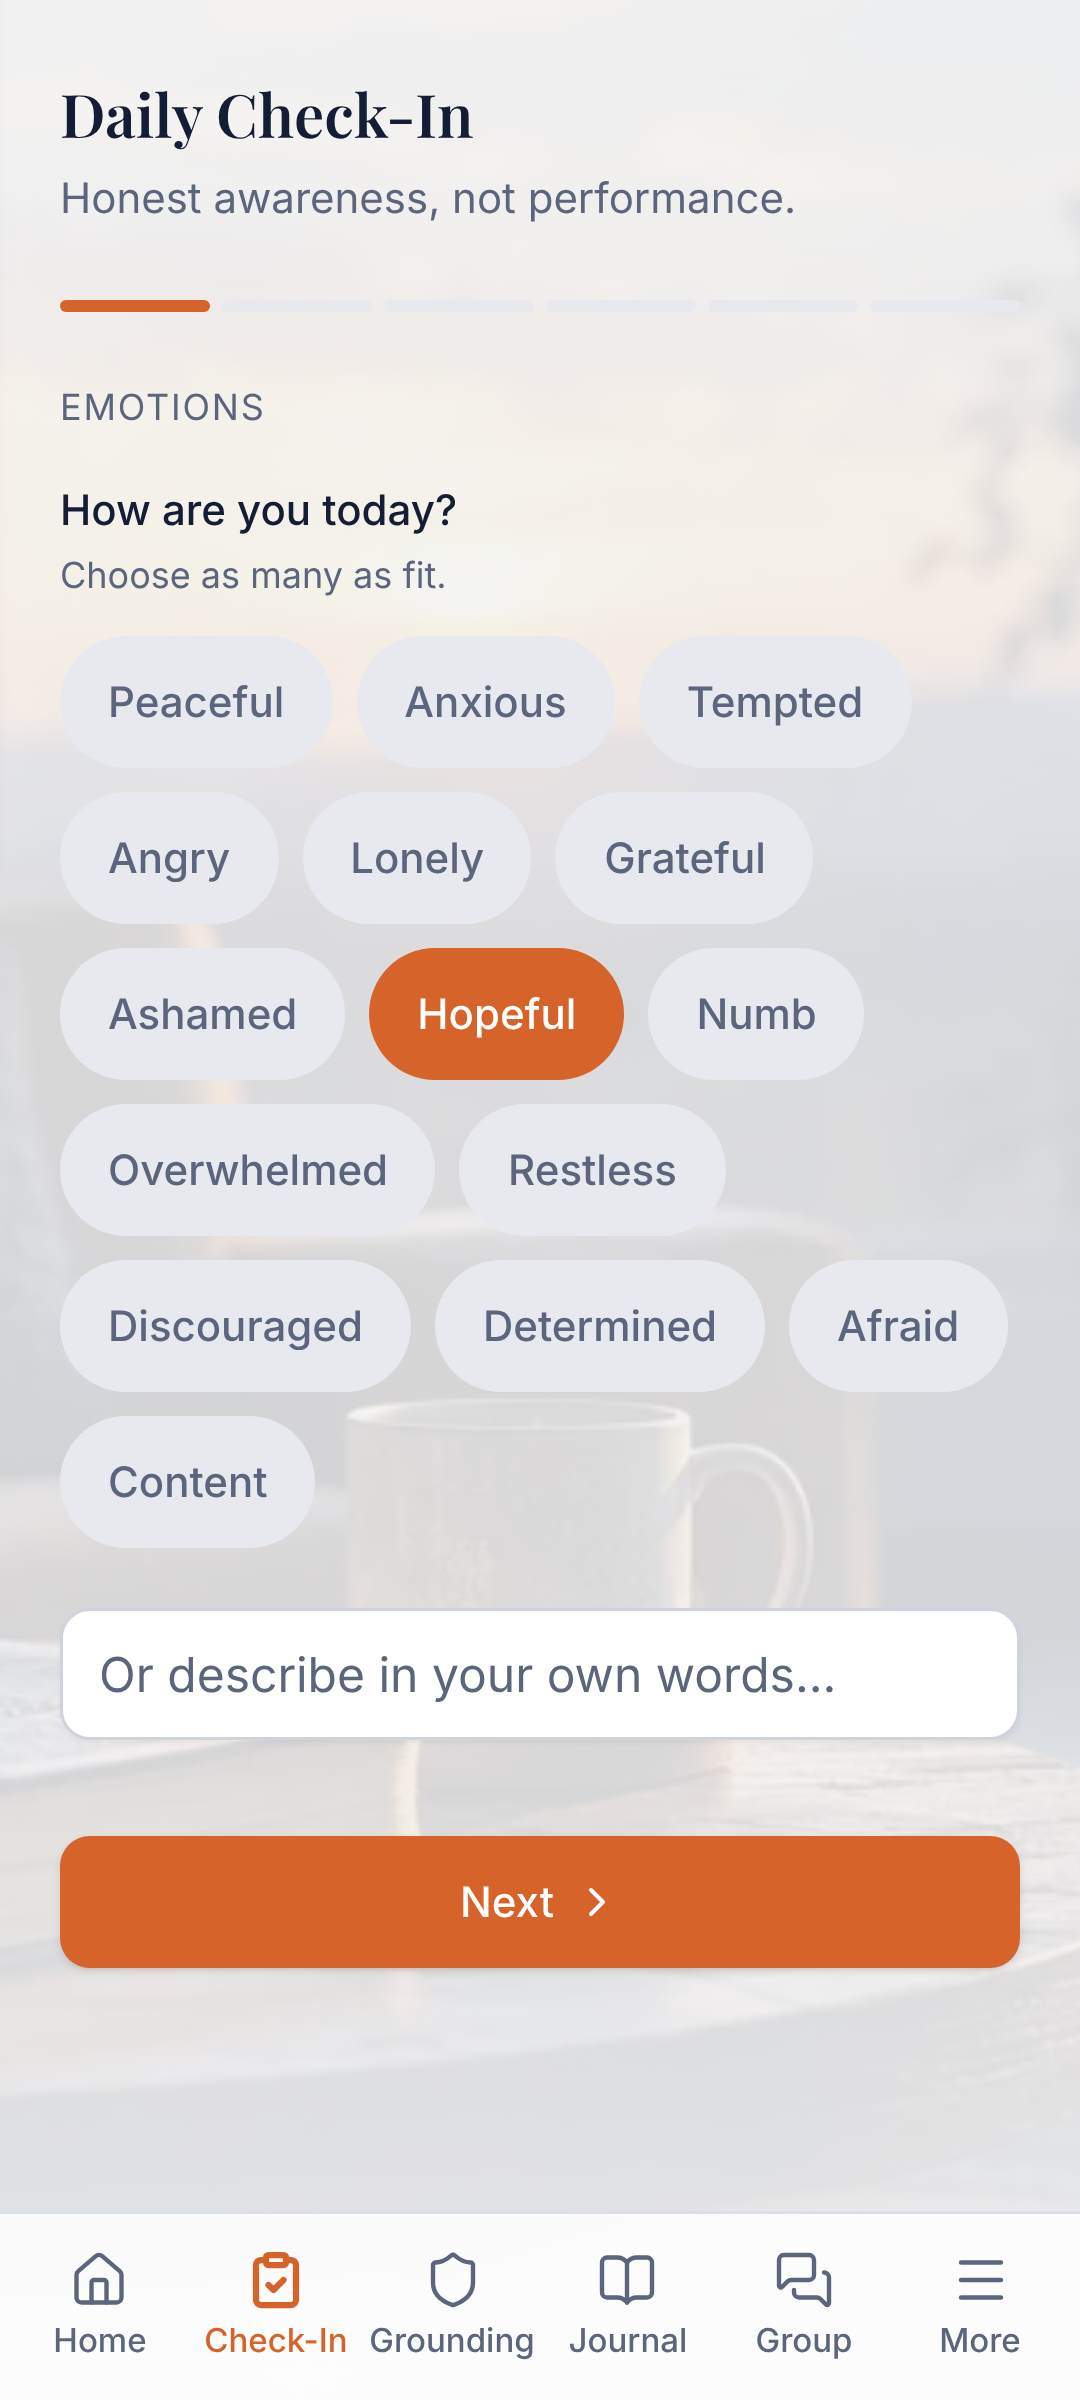 Daily Check-In
Honest awareness, not performance.
EMOTIONS
How are you today?
Choose as many as fit.
Peaceful Anxious Tempted
Angry Lonely Grateful
Ashamed Hopeful Numb
Overwhelmed Restless
Discouraged Determined Afraid
Content
Or describe in your own words...
Next
Home Check-In Grounding Journal Group More